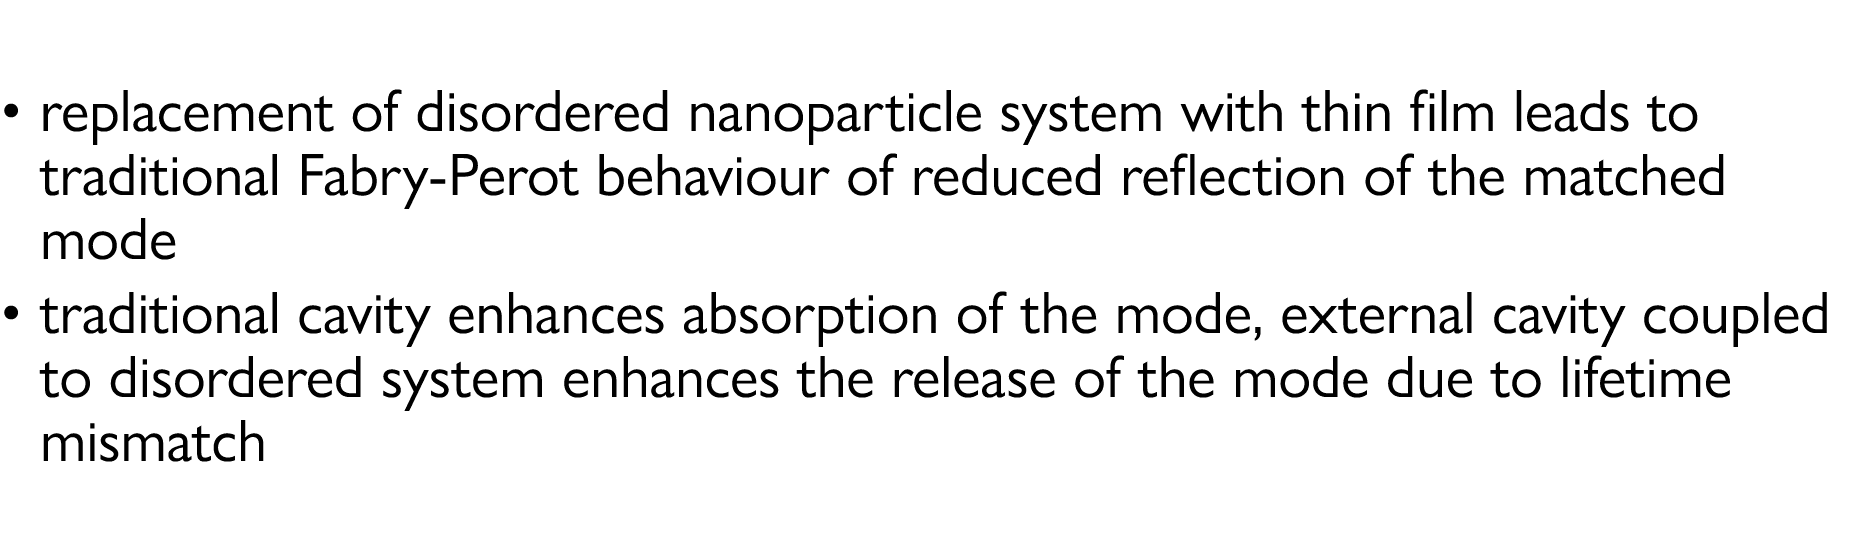 • replacement of disordered nanoparticle system with thin film leads to
traditional Fabry-Perot behaviour of reduced reflection of the matched
mode
• traditional cavity enhances absorption of the mode, external cavity coupled
to disordered system enhances the release of the mode due to lifetime
mismatch